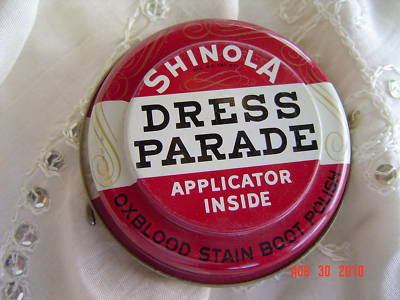 SHINOLA
DRESS
PARADE
APPLICATOR
INSIDE
OXBLOOD STAIN BOOT POLISH
AUG 30 2010